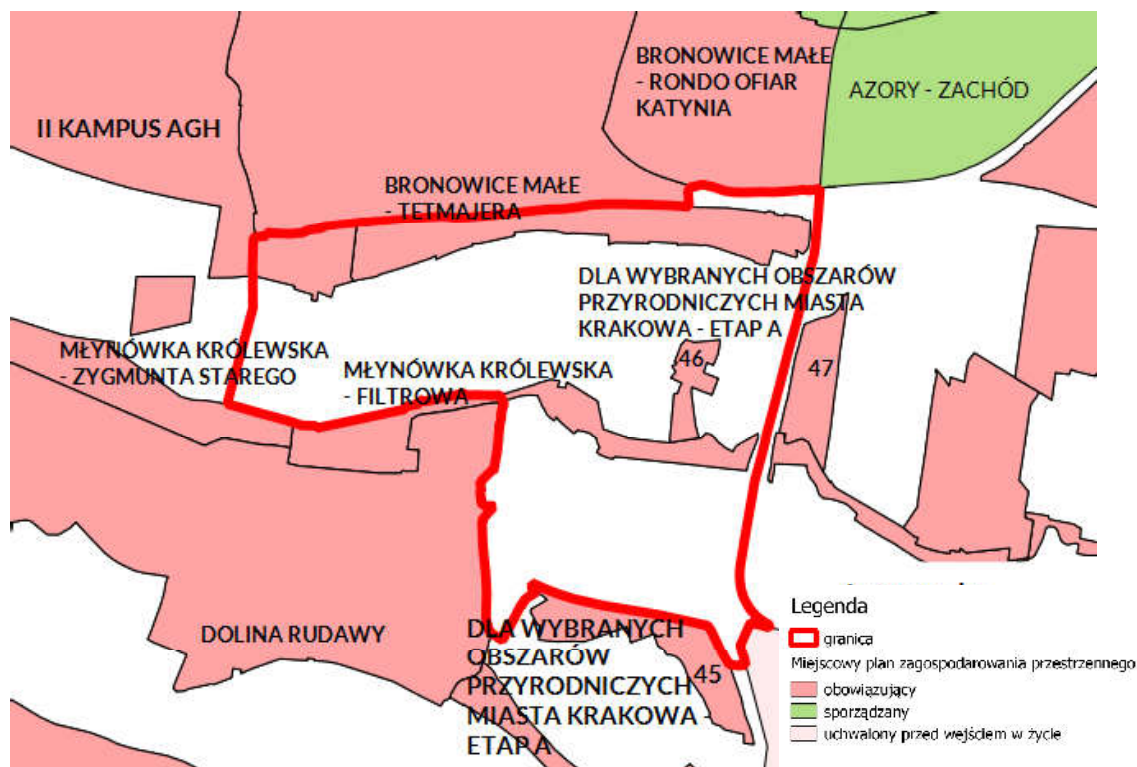 BRONOWICE MAŁE
- RONDO OFIAR
KATYNIA
AZORY - ZACHÓD
II KAMPUS AGH
BRONOWICE MAŁE
- TETMAJERA
DLA WYBRANYCH OBSZARÓW
PRZYRODNICZYCH MIASTA
KRAKOWA - ETAP A
MŁYNÓWKA KRÓLEWSKA
- ZYGMUNTA STAREGO
MŁYNÓWKA KRÓLEWSKA
- FILTROWA
46
47
DOLINA RUDAWY
DLA WYBRANYCH
OBSZARÓW
PRZYRODNICZYCH
MIASTA KRAKOWA -
ETAP A
45
Legenda
granica
Miejscowy plan zagospodarowania przestrzennego
obowiązujący
sporządzany
uchwalony przed wejściem w życie